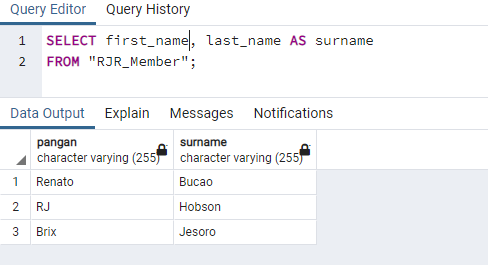 Query Editor Query History
1 SELECT first_name, last_name AS surname
2 FROM "RJR_Member";
Data Output Explain Messages Notifications
pangan surname
character varying (255) character varying (255)
1 Renato Bucao
2 RJ Hobson
3 Brix Jesoro